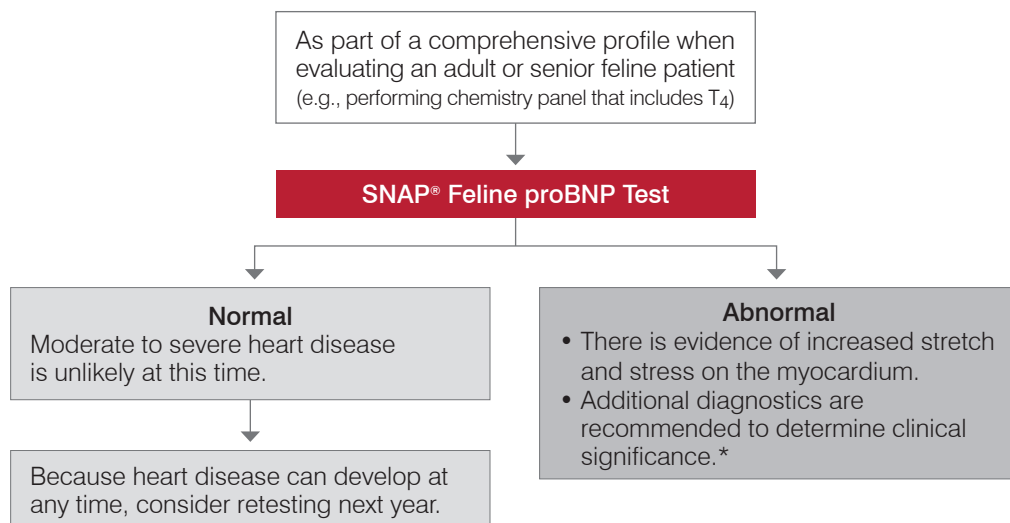 As part of a comprehensive profile when
evaluating an adult or senior feline patient
(e.g., performing chemistry panel that includes T4)
SNAP® Feline proBNP Test
Normal
Moderate to severe heart disease
is unlikely at this time.
Because heart disease can develop at
any time, consider retesting next year.
Abnormal
• There is evidence of increased stretch
and stress on the myocardium.
• Additional diagnostics are
recommended to determine clinical
significance.*